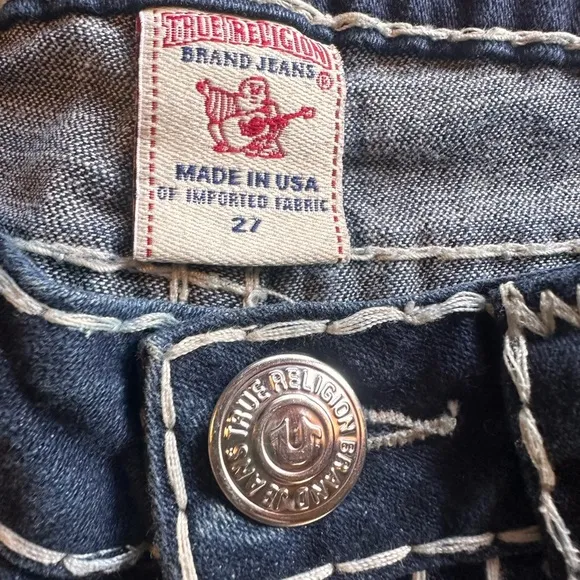 TRUE RELIGION
BRAND JEANS
®
MADE IN USA
OF IMPORTED FABRIC
27
TRUE RELIGION BRAND JEANS
U